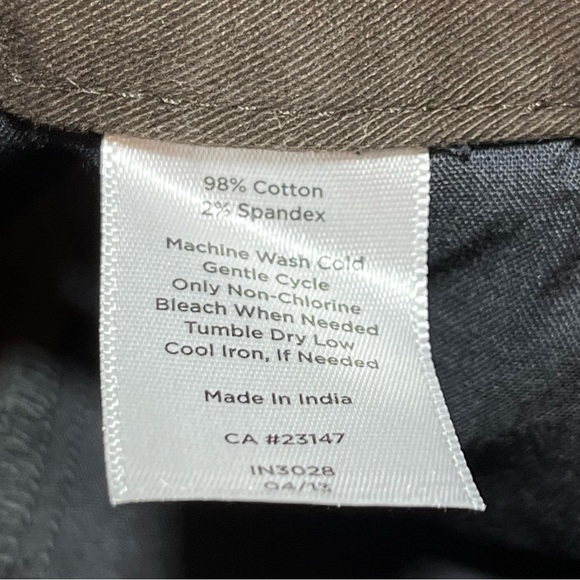 98% Cotton
2% Spandex
Machine Wash Cold
Gentle Cycle
Only Non-Chlorine
Bleach When Needed
Tumble Dry Low
Cool Iron, If Needed
Made In India
CA #23147
IN3028
04/13